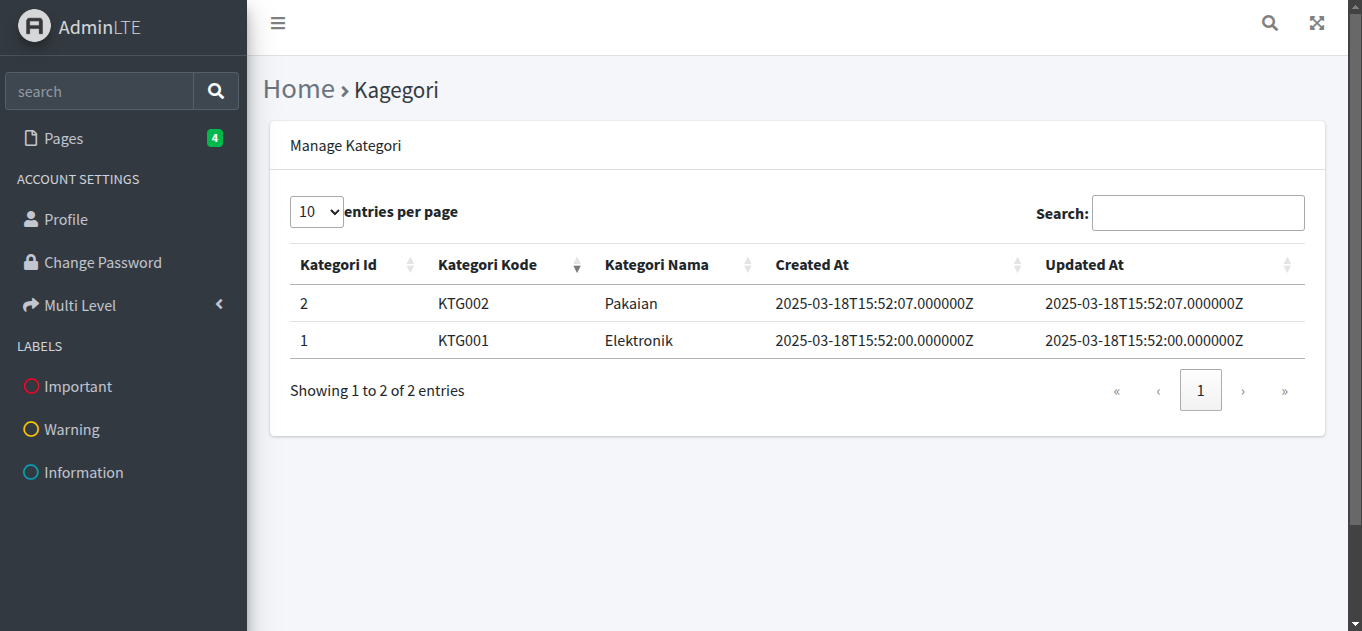 AdminLTE
search
Pages 4
ACCOUNT SETTINGS
Profile
Change Password
Multi Level
LABELS
Important
Warning
Information
Home › Kagegori
Manage Kategori
10 entries per page
Search:
Kategori Id Kategori Kode Kategori Nama Created At Updated At
2 KTG002 Pakaian 2025-03-18T15:52:07.000000Z 2025-03-18T15:52:07.000000Z
1 KTG001 Elektronik 2025-03-18T15:52:00.000000Z 2025-03-18T15:52:00.000000Z
Showing 1 to 2 of 2 entries
« ‹ 1 › »